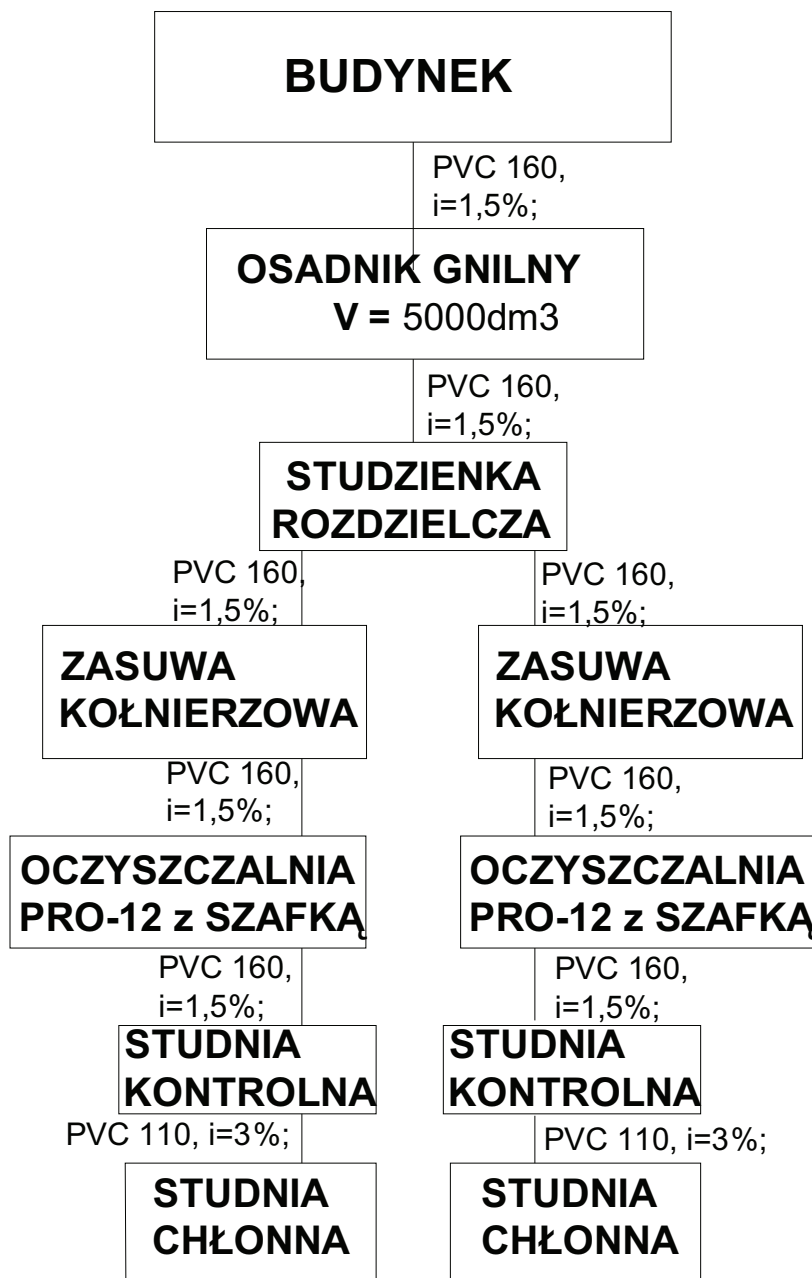 BUDYNEK
PVC 160,
i=1,5%;
OSADNIK GNILNY
V = 5000dm3
PVC 160,
i=1,5%;
STUDZIENKA
ROZDZIELCZA
PVC 160,
i=1,5%;
PVC 160,
i=1,5%;
ZASUWA
KOŁNIERZOWA
ZASUWA
KOŁNIERZOWA
PVC 160,
i=1,5%;
PVC 160,
i=1,5%;
OCZYSZCZALNIA
PRO-12 z SZAFKĄ
OCZYSZCZALNIA
PRO-12 z SZAFKĄ
PVC 160,
i=1,5%;
PVC 160,
i=1,5%;
STUDNIA
KONTROLNA
STUDNIA
KONTROLNA
PVC 110, i=3%;
PVC 110, i=3%;
STUDNIA
CHŁONNA
STUDNIA
CHŁONNA